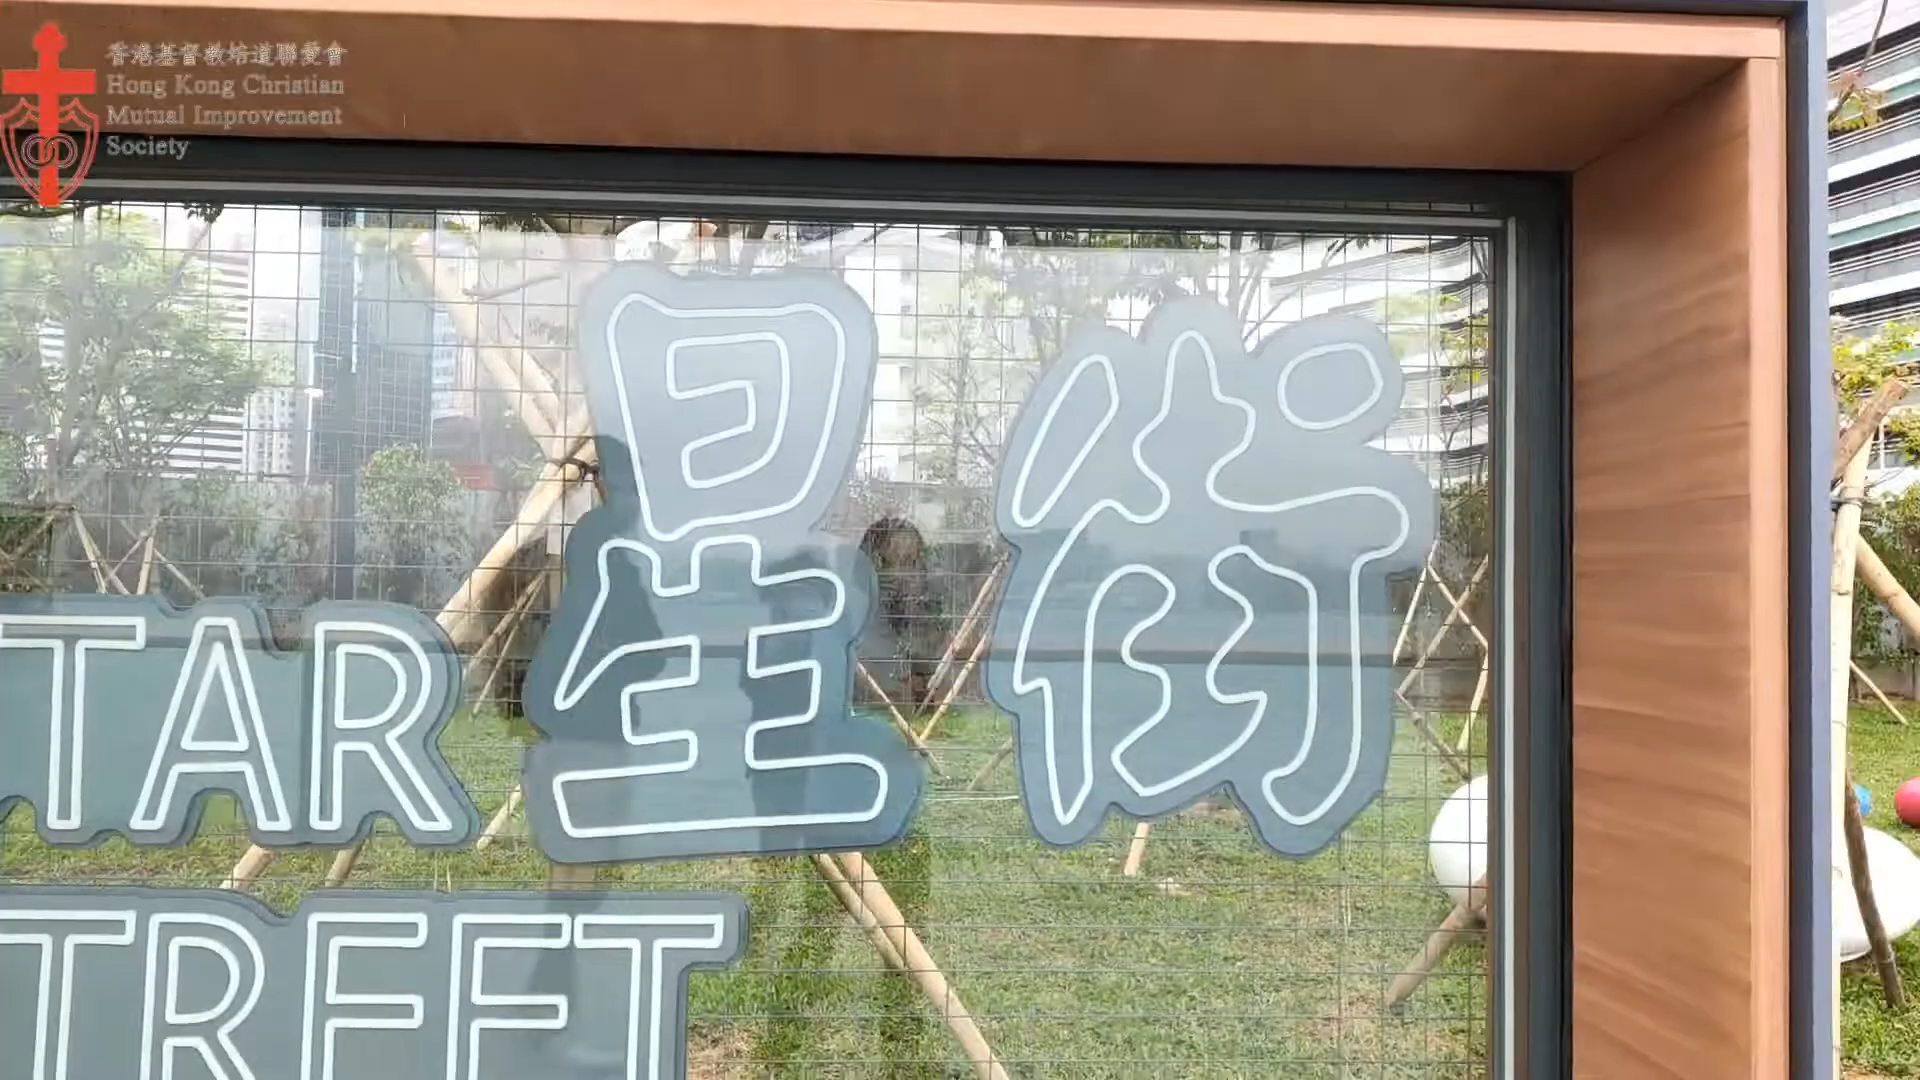 香港基督教培道聯愛會
Hong Kong Christian
Mutual Improvement
Society
星街
TAR
TREET